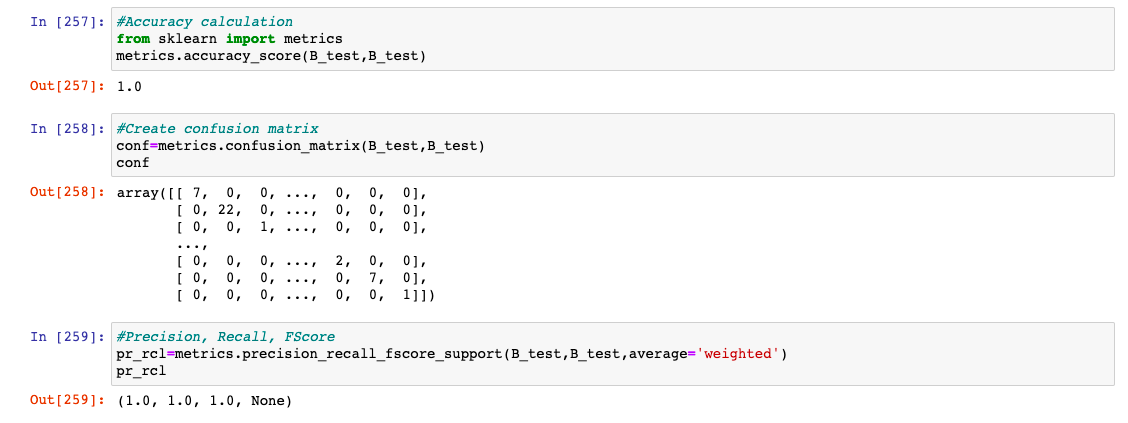 In [257]: #Accuracy calculation
from sklearn import metrics
metrics.accuracy_score(B_test,B_test)
Out[257]: 1.0
In [258]: #Create confusion matrix
conf=metrics.confusion_matrix(B_test,B_test)
conf
Out[258]: array([[ 7,  0,  0, ...,  0,  0,  0],
       [ 0, 22,  0, ...,  0,  0,  0],
       [ 0,  0,  1, ...,  0,  0,  0],
       ...,
       [ 0,  0,  0, ...,  2,  0,  0],
       [ 0,  0,  0, ...,  0,  7,  0],
       [ 0,  0,  0, ...,  0,  0,  1]])
In [259]: #Precision, Recall, FScore
pr_rcl=metrics.precision_recall_fscore_support(B_test,B_test,average='weighted')
pr_rcl
Out[259]: (1.0, 1.0, 1.0, None)